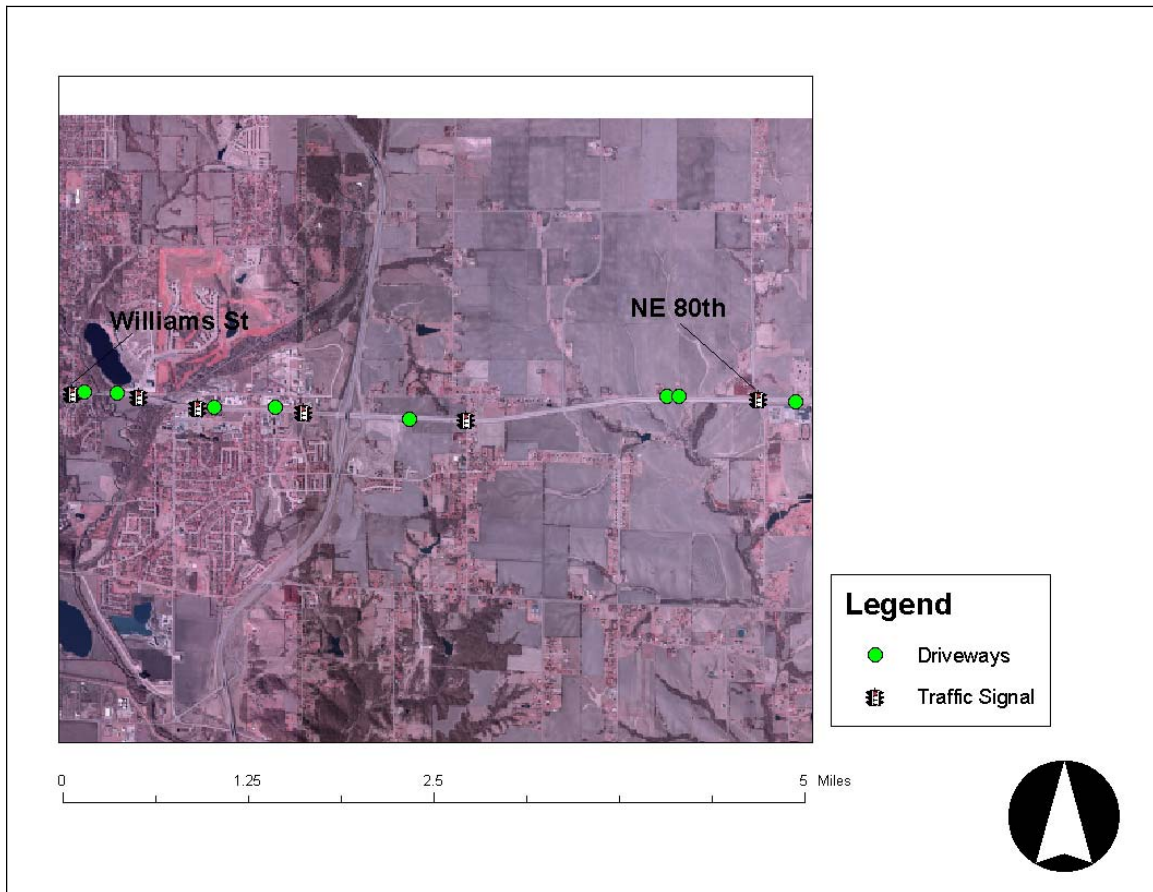 Williams St
NE 80th
Legend
Driveways
Traffic Signal
0 1.25 2.5 5 Miles